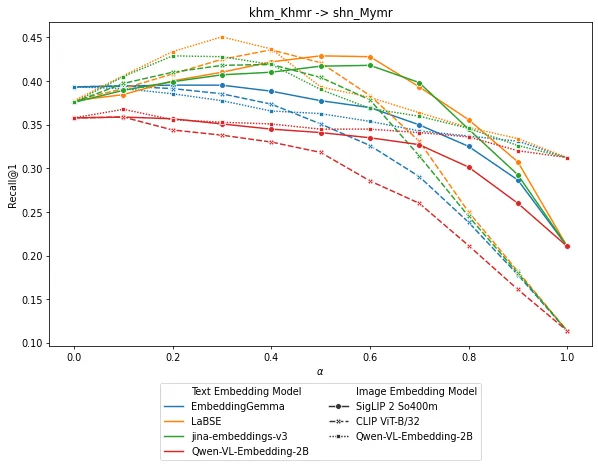 khm_Khmr -> shn_Mymr
Recall@1
0.45
0.40
0.35
0.30
0.25
0.20
0.15
0.10
0.0 0.2 0.4 0.6 0.8 1.0
α
Text Embedding Model
EmbeddingGemma
LaBSE
jina-embeddings-v3
Qwen-VL-Embedding-2B
Image Embedding Model
SigLIP 2 So400m
CLIP ViT-B/32
Qwen-VL-Embedding-2B